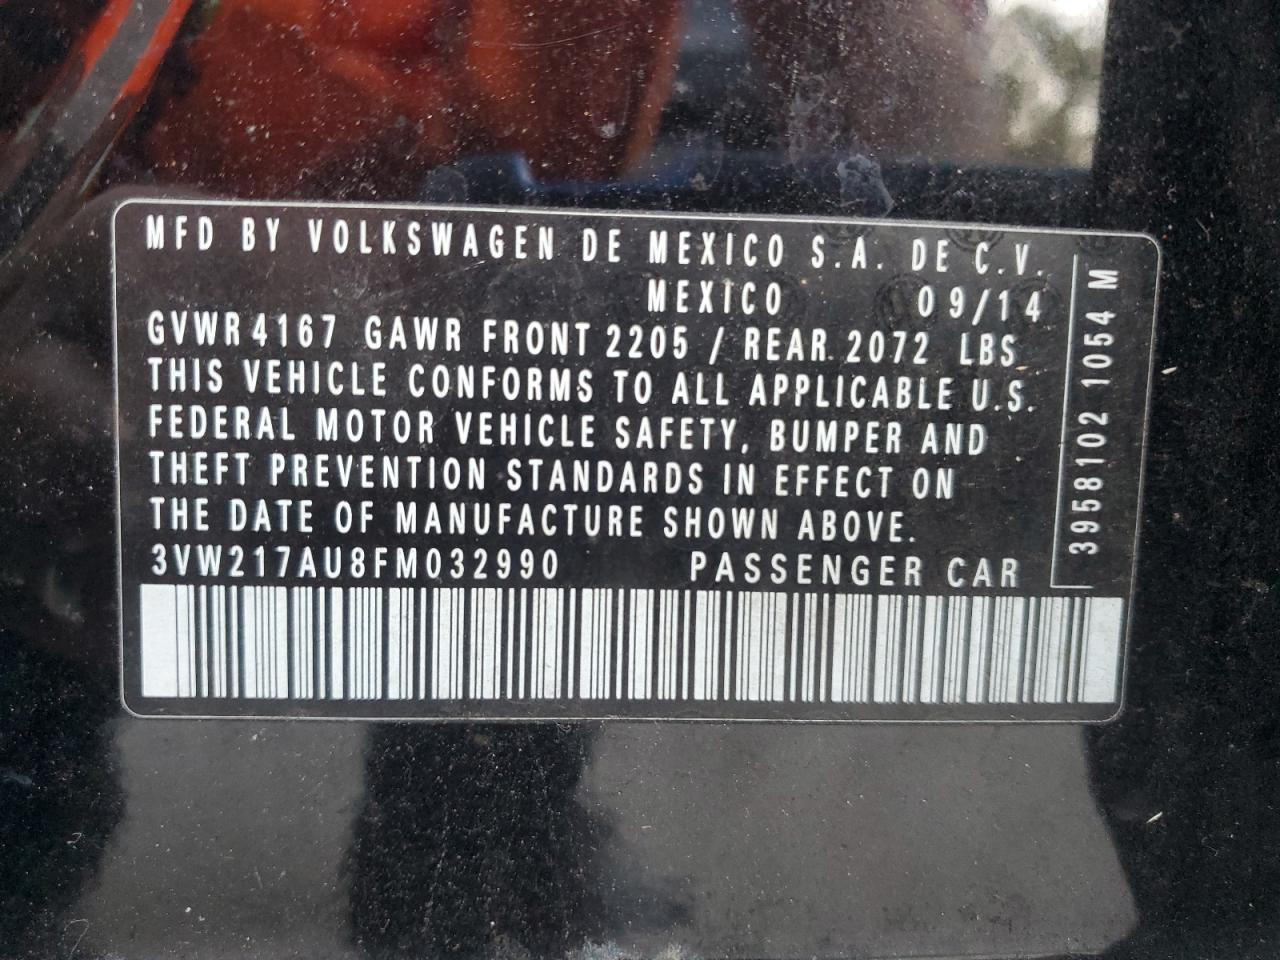 MFD BY VOLKSWAGEN DE MEXICO S.A. DE C.V.
MEXICO 09/14
GVWR 4167 GAWR FRONT 2205 / REAR 2072 LBS
THIS VEHICLE CONFORMS TO ALL APPLICABLE U.S.
FEDERAL MOTOR VEHICLE SAFETY, BUMPER AND
THEFT PREVENTION STANDARDS IN EFFECT ON
THE DATE OF MANUFACTURE SHOWN ABOVE.
3VW217AU8FM032990 PASSENGER CAR
3958102 1054 M